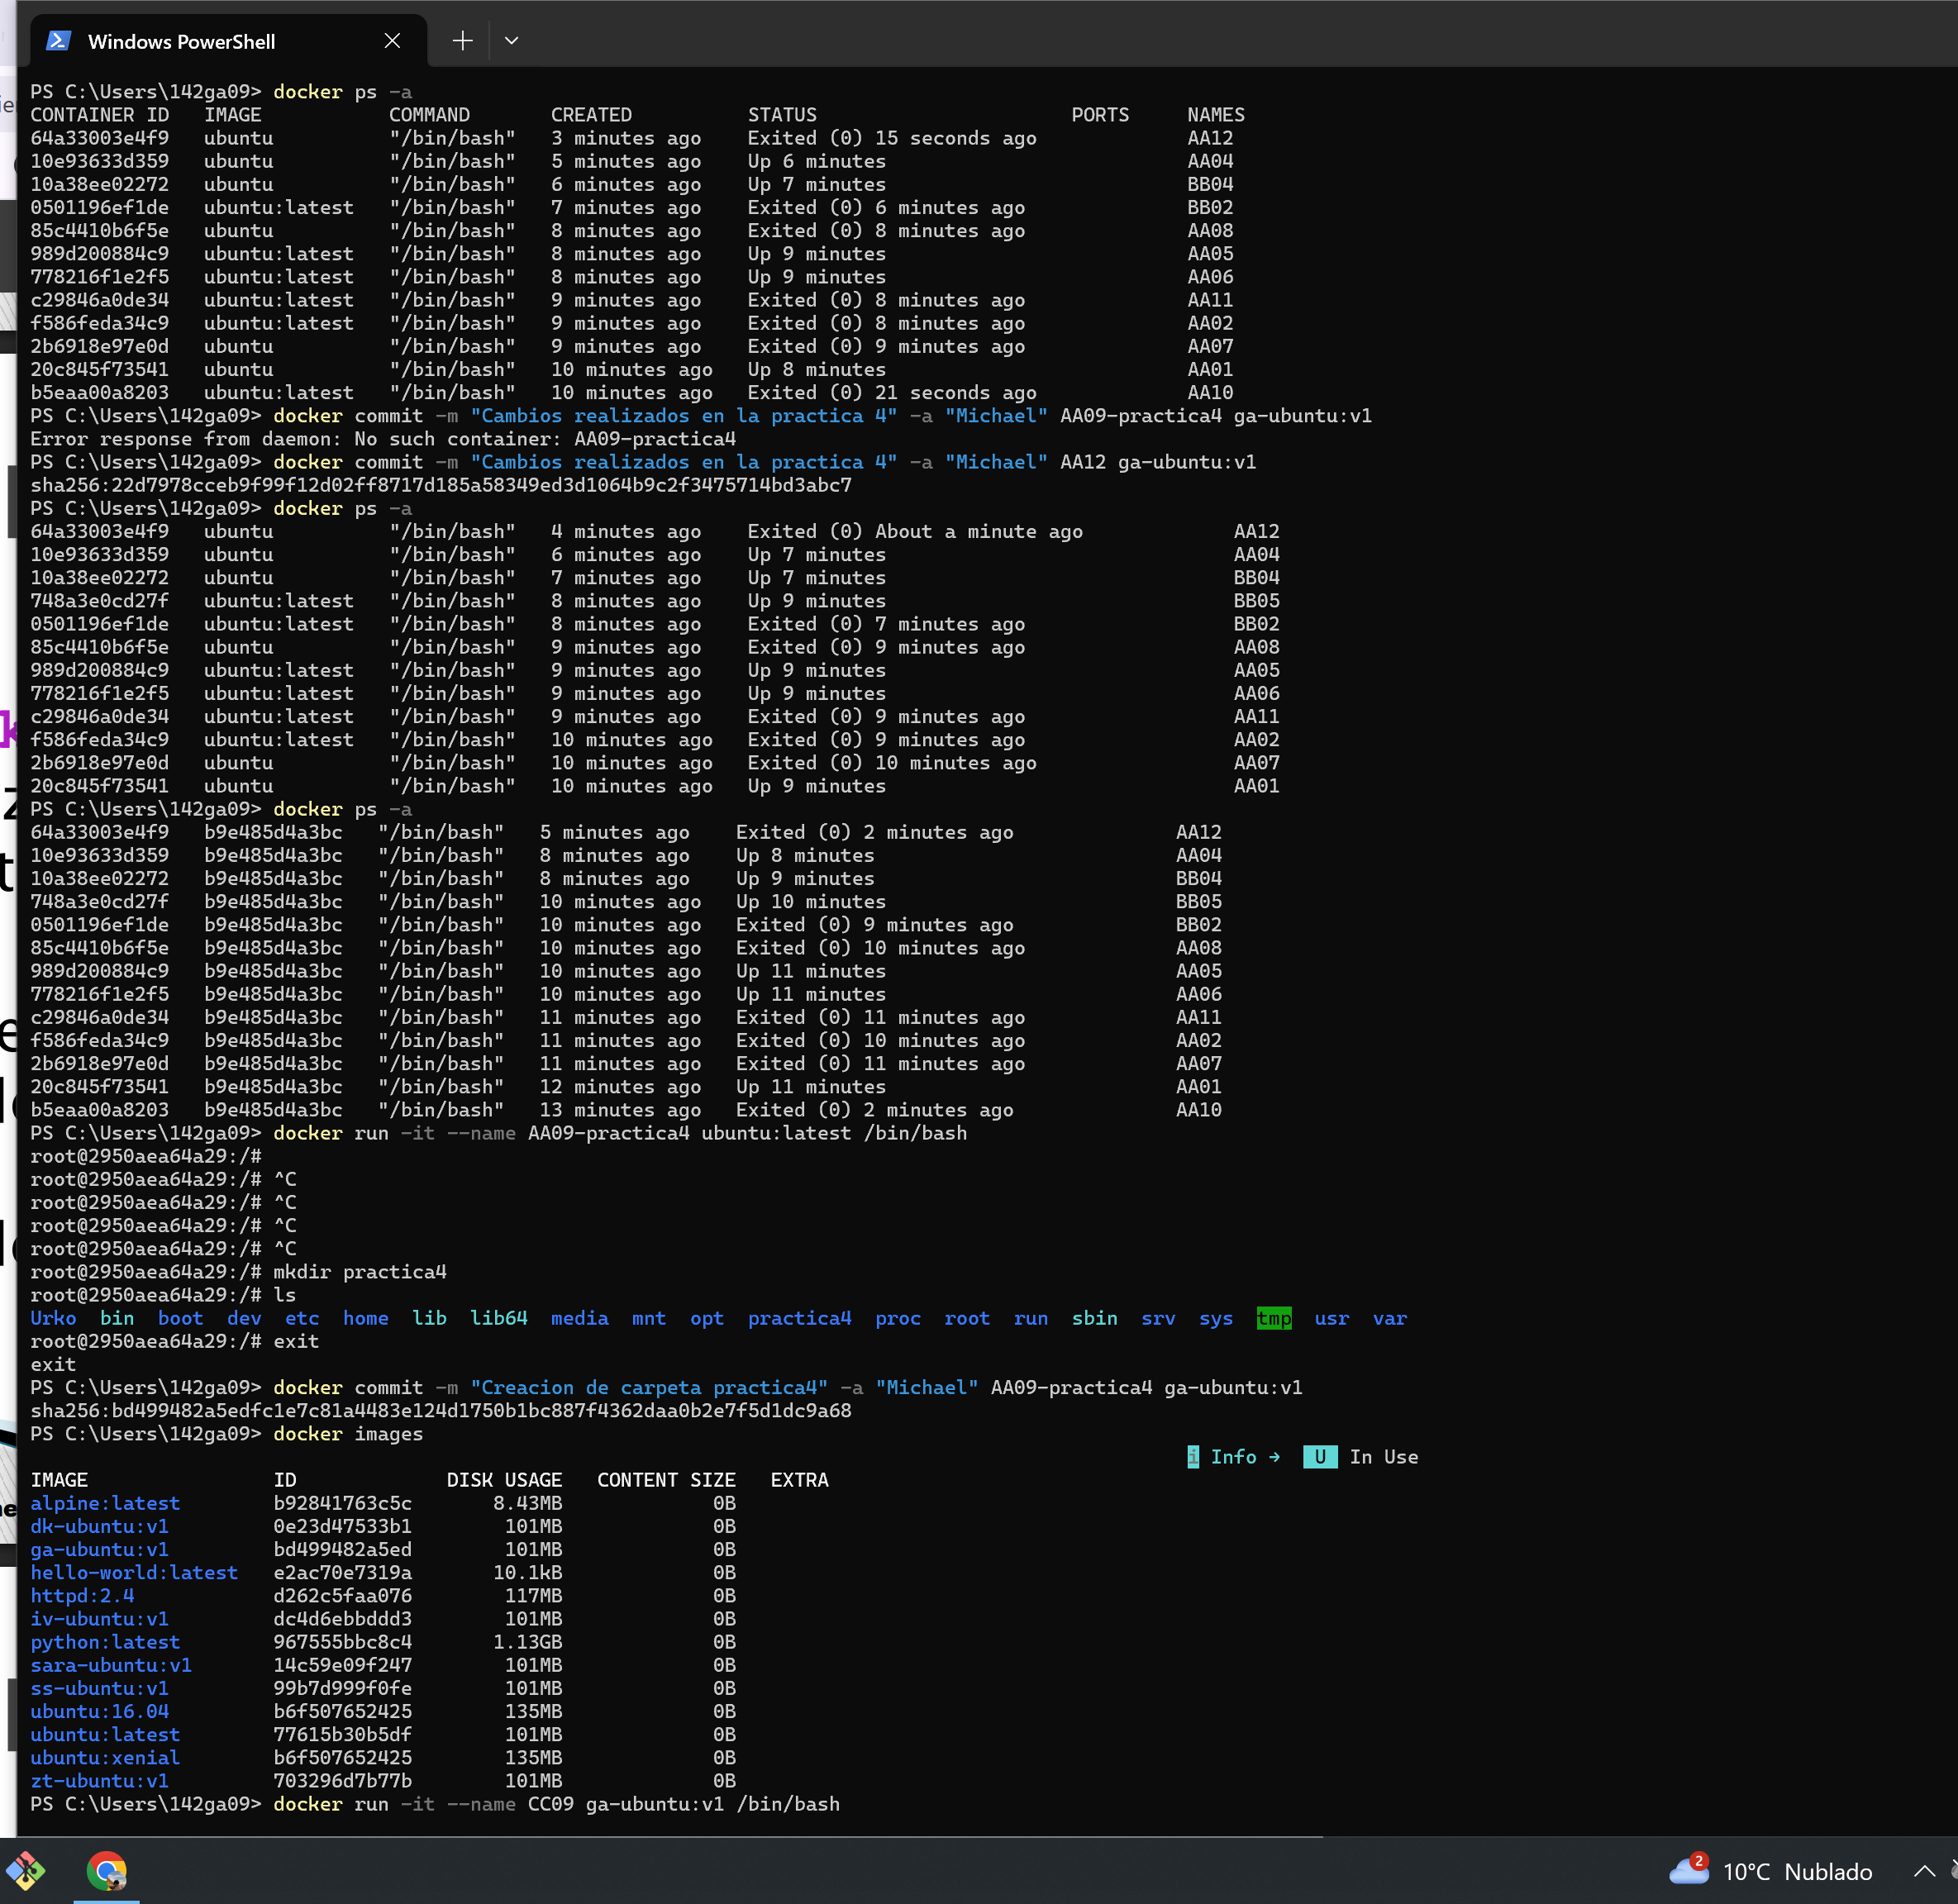 Windows PowerShell
PS C:\Users\142ga09> docker ps -a
CONTAINER ID   IMAGE           COMMAND       CREATED          STATUS                      PORTS     NAMES
64a33003e4f9   ubuntu          "/bin/bash"   3 minutes ago    Exited (0) 15 seconds ago             AA12
10e93633d359   ubuntu          "/bin/bash"   5 minutes ago    Up 6 minutes                          AA04
10a38ee02272   ubuntu          "/bin/bash"   6 minutes ago    Up 7 minutes                          BB04
0501196ef1de   ubuntu:latest   "/bin/bash"   7 minutes ago    Exited (0) 6 minutes ago              BB02
85c4410b6f5e   ubuntu          "/bin/bash"   8 minutes ago    Exited (0) 8 minutes ago              AA08
989d200884c9   ubuntu:latest   "/bin/bash"   8 minutes ago    Up 9 minutes                          AA05
778216f1e2f5   ubuntu:latest   "/bin/bash"   8 minutes ago    Up 9 minutes                          AA06
c29846a0de34   ubuntu:latest   "/bin/bash"   9 minutes ago    Exited (0) 8 minutes ago              AA11
f586feda34c9   ubuntu:latest   "/bin/bash"   9 minutes ago    Exited (0) 8 minutes ago              AA02
2b6918e97e0d   ubuntu          "/bin/bash"   9 minutes ago    Exited (0) 9 minutes ago              AA07
20c845f73541   ubuntu          "/bin/bash"   10 minutes ago   Up 8 minutes                          AA01
b5eaa00a8203   ubuntu:latest   "/bin/bash"   10 minutes ago   Exited (0) 21 seconds ago             AA10
PS C:\Users\142ga09> docker commit -m "Cambios realizados en la practica 4" -a "Michael" AA09-practica4 ga-ubuntu:v1
Error response from daemon: No such container: AA09-practica4
PS C:\Users\142ga09> docker commit -m "Cambios realizados en la practica 4" -a "Michael" AA12 ga-ubuntu:v1
sha256:22d7978cceb9f99f12d02ff8717d185a58349ed3d1064b9c2f3475714bd3abc7
PS C:\Users\142ga09> docker ps -a
64a33003e4f9   ubuntu          "/bin/bash"   4 minutes ago    Exited (0) About a minute ago             AA12
10e93633d359   ubuntu          "/bin/bash"   6 minutes ago    Up 7 minutes                              AA04
10a38ee02272   ubuntu          "/bin/bash"   7 minutes ago    Up 7 minutes                              BB04
748a3e0cd27f   ubuntu:latest   "/bin/bash"   8 minutes ago    Up 9 minutes                              BB05
0501196ef1de   ubuntu:latest   "/bin/bash"   8 minutes ago    Exited (0) 7 minutes ago                  BB02
85c4410b6f5e   ubuntu          "/bin/bash"   9 minutes ago    Exited (0) 9 minutes ago                  AA08
989d200884c9   ubuntu:latest   "/bin/bash"   9 minutes ago    Up 9 minutes                              AA05
778216f1e2f5   ubuntu:latest   "/bin/bash"   9 minutes ago    Up 9 minutes                              AA06
c29846a0de34   ubuntu:latest   "/bin/bash"   9 minutes ago    Exited (0) 9 minutes ago                  AA11
f586feda34c9   ubuntu:latest   "/bin/bash"   10 minutes ago   Exited (0) 9 minutes ago                  AA02
2b6918e97e0d   ubuntu          "/bin/bash"   10 minutes ago   Exited (0) 10 minutes ago                 AA07
20c845f73541   ubuntu          "/bin/bash"   10 minutes ago   Up 9 minutes                              AA01
PS C:\Users\142ga09> docker ps -a
64a33003e4f9   b9e485d4a3bc   "/bin/bash"   5 minutes ago    Exited (0) 2 minutes ago              AA12
10e93633d359   b9e485d4a3bc   "/bin/bash"   8 minutes ago    Up 8 minutes                          AA04
10a38ee02272   b9e485d4a3bc   "/bin/bash"   8 minutes ago    Up 9 minutes                          BB04
748a3e0cd27f   b9e485d4a3bc   "/bin/bash"   10 minutes ago   Up 10 minutes                         BB05
0501196ef1de   b9e485d4a3bc   "/bin/bash"   10 minutes ago   Exited (0) 9 minutes ago              BB02
85c4410b6f5e   b9e485d4a3bc   "/bin/bash"   10 minutes ago   Exited (0) 10 minutes ago             AA08
989d200884c9   b9e485d4a3bc   "/bin/bash"   10 minutes ago   Up 11 minutes                         AA05
778216f1e2f5   b9e485d4a3bc   "/bin/bash"   10 minutes ago   Up 11 minutes                         AA06
c29846a0de34   b9e485d4a3bc   "/bin/bash"   11 minutes ago   Exited (0) 11 minutes ago             AA11
f586feda34c9   b9e485d4a3bc   "/bin/bash"   11 minutes ago   Exited (0) 10 minutes ago             AA02
2b6918e97e0d   b9e485d4a3bc   "/bin/bash"   11 minutes ago   Exited (0) 11 minutes ago             AA07
20c845f73541   b9e485d4a3bc   "/bin/bash"   12 minutes ago   Up 11 minutes                         AA01
b5eaa00a8203   b9e485d4a3bc   "/bin/bash"   13 minutes ago   Exited (0) 2 minutes ago              AA10
PS C:\Users\142ga09> docker run -it --name AA09-practica4 ubuntu:latest /bin/bash
root@2950aea64a29:/#
root@2950aea64a29:/# ^C
root@2950aea64a29:/# ^C
root@2950aea64a29:/# ^C
root@2950aea64a29:/# ^C
root@2950aea64a29:/# mkdir practica4
root@2950aea64a29:/# ls
Urko  bin  boot  dev  etc  home  lib  lib64  media  mnt  opt  practica4  proc  root  run  sbin  srv  sys  tmp  usr  var
root@2950aea64a29:/# exit
exit
PS C:\Users\142ga09> docker commit -m "Creacion de carpeta practica4" -a "Michael" AA09-practica4 ga-ubuntu:v1
sha256:bd499482a5edfc1e7c81a4483e124d1750b1bc887f4362daa0b2e7f5d1dc9a68
PS C:\Users\142ga09> docker images
i Info →  U In Use
IMAGE                ID             DISK USAGE   CONTENT SIZE   EXTRA
alpine:latest        b92841763c5c       8.43MB             0B
dk-ubuntu:v1         0e23d47533b1        101MB             0B
ga-ubuntu:v1         bd499482a5ed        101MB             0B
hello-world:latest   e2ac70e7319a       10.1kB             0B
httpd:2.4            d262c5faa076        117MB             0B
iv-ubuntu:v1         dc4d6ebbddd3        101MB             0B
python:latest        967555bbc8c4       1.13GB             0B
sara-ubuntu:v1       14c59e09f247        101MB             0B
ss-ubuntu:v1         99b7d999f0fe        101MB             0B
ubuntu:16.04         b6f507652425        135MB             0B
ubuntu:latest        77615b30b5df        101MB             0B
ubuntu:xenial        b6f507652425        135MB             0B
zt-ubuntu:v1         703296d7b77b        101MB             0B
PS C:\Users\142ga09> docker run -it --name CC09 ga-ubuntu:v1 /bin/bash
2
10°C Nublado